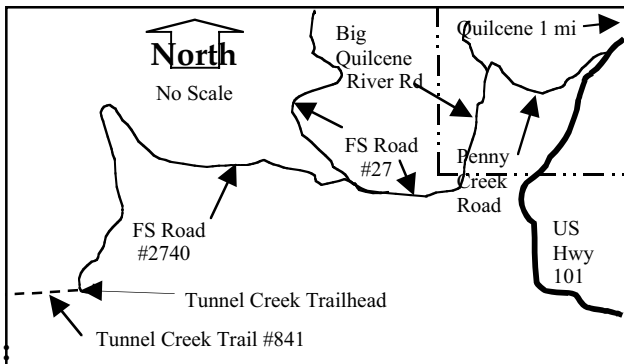 North
No Scale
Big
Quilcene
River Rd
Quilcene 1 mi
FS Road
#27
Penny
Creek
Road
FS Road
#2740
US
Hwy
101
Tunnel Creek Trailhead
Tunnel Creek Trail #841